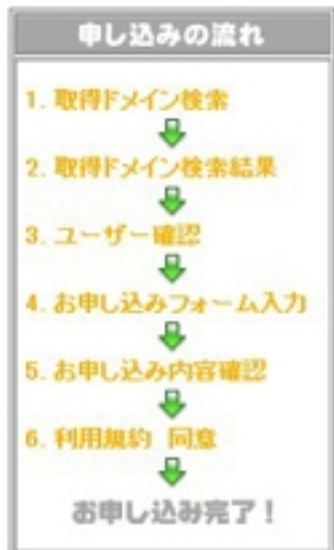 申し込みの流れ
1. 取得ドメイン検索
2. 取得ドメイン検索結果
3. ユーザー確認
4. お申し込みフォーム入力
5. お申し込み内容確認
6. 利用規約 同意
お申し込み完了！